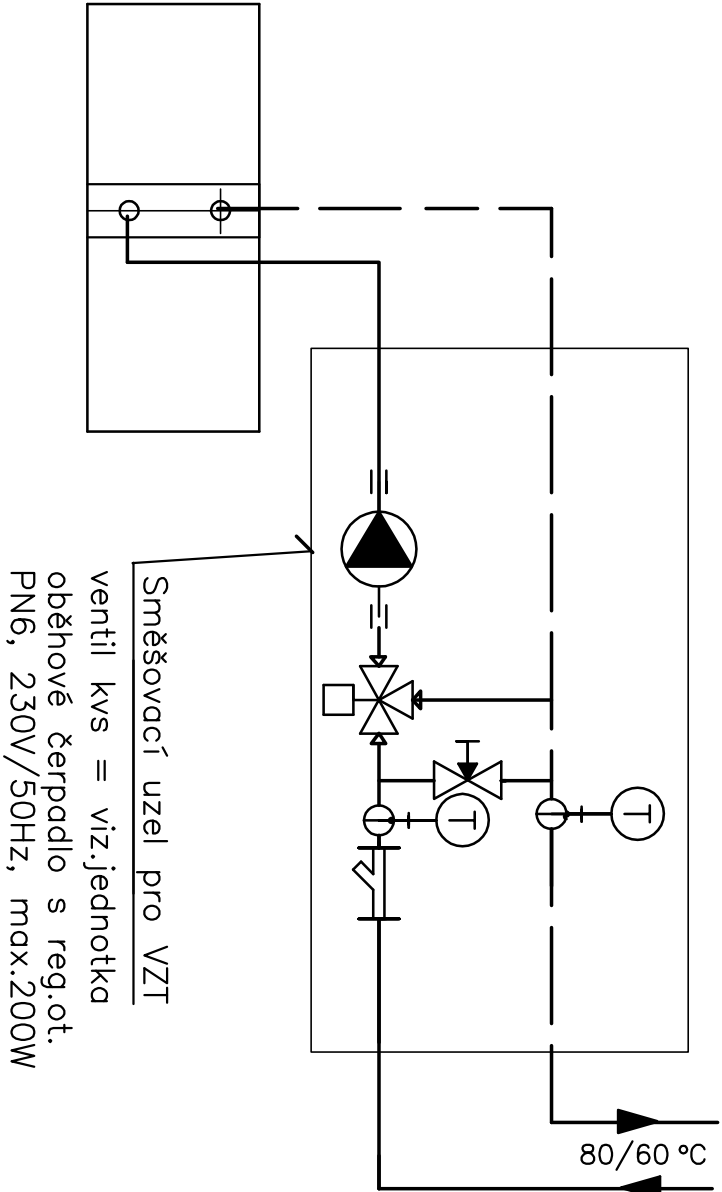 Směšovací uzel pro VZT
ventil kvs = viz.jednotka
oběhové čerpadlo s reg.ot.
PN6, 230V/50Hz, max.200W
T
T
80/60 °C